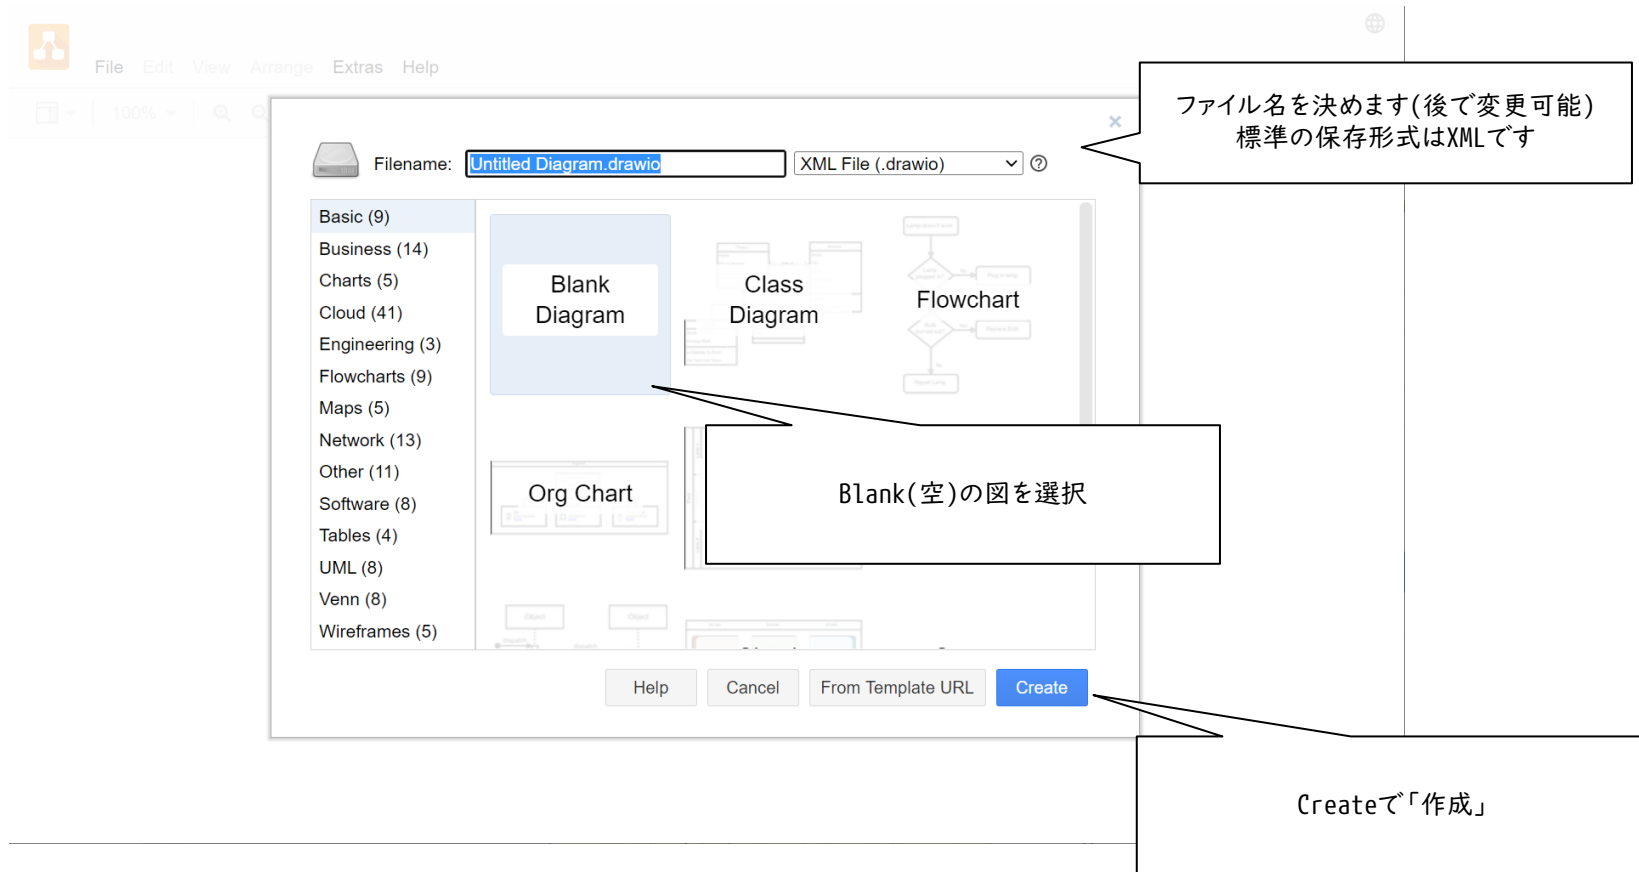 File Edit View Arrange Extras Help
100%
ファイル名を決めます(後で変更可能)
標準の保存形式はXMLです
Filename: Untitled Diagram.drawio XML File (.drawio)
Basic (9)
Business (14)
Charts (5)
Cloud (41)
Engineering (3)
Flowcharts (9)
Maps (5)
Network (13)
Other (11)
Software (8)
Tables (4)
UML (8)
Venn (8)
Wireframes (5)
Blank
Diagram
Class
Diagram
Flowchart
Org Chart
Blank(空)の図を選択
Object
Object
Help Cancel From Template URL Create
Createで「作成」